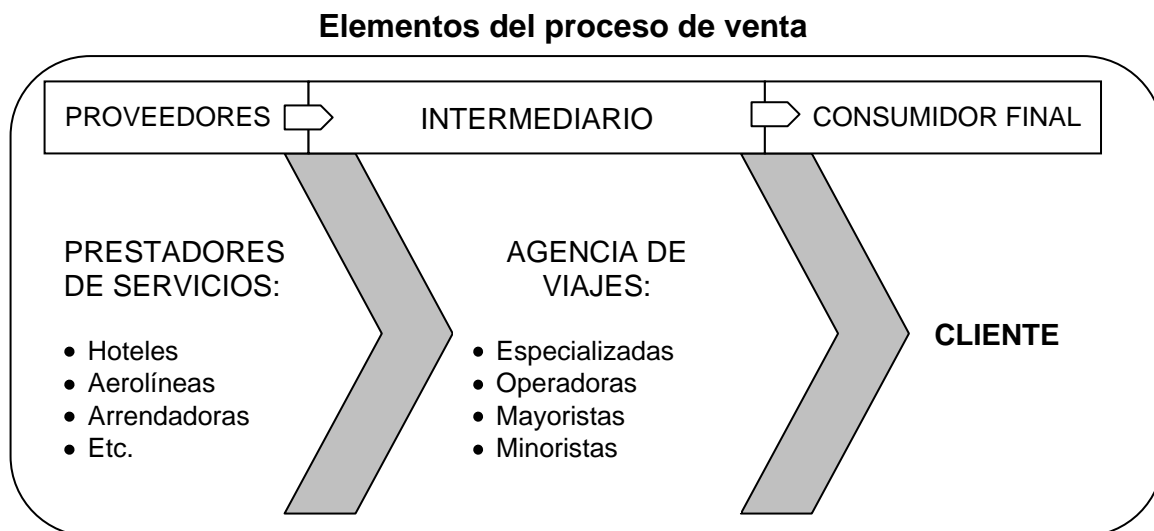 Elementos del proceso de venta
PROVEEDORES
INTERMEDIARIO
CONSUMIDOR FINAL
PRESTADORES
DE SERVICIOS:
• Hoteles
• Aerolíneas
• Arrendadoras
• Etc.
AGENCIA DE
VIAJES:
• Especializadas
• Operadoras
• Mayoristas
• Minoristas
CLIENTE